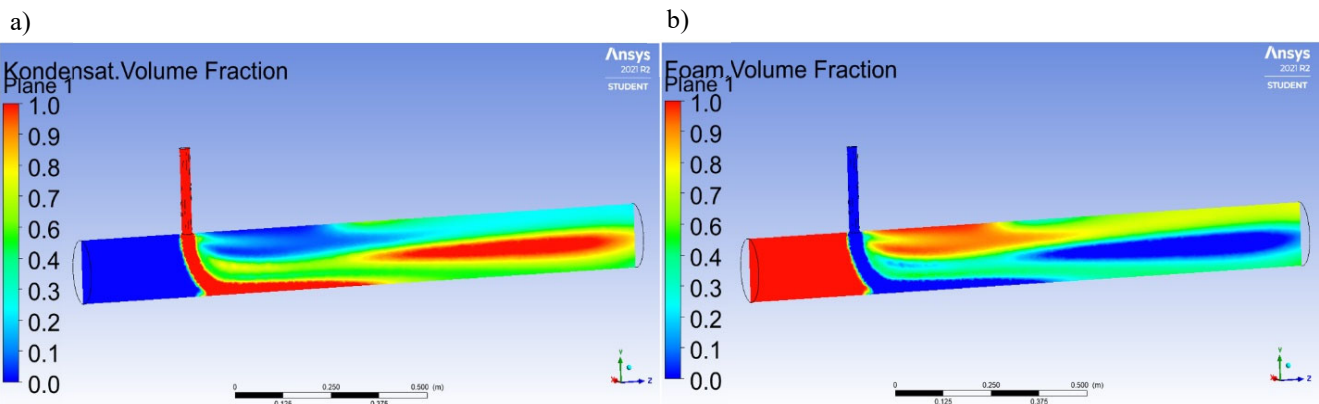 a)
Kondensat.Volume Fraction
Plane 1
1.0
0.9
0.8
0.7
0.6
0.5
0.4
0.3
0.2
0.1
0.0
Ansys
2021 R2
STUDENT
0
0.250
0.500
(m)
0.125
0.375
Y
X
Z
b)
Foam.Volume Fraction
Plane 1
1.0
0.9
0.8
0.7
0.6
0.5
0.4
0.3
0.2
0.1
0.0
Ansys
2021 R2
STUDENT
0
0.250
0.500
(m)
0.125
0.375
Y
X
Z